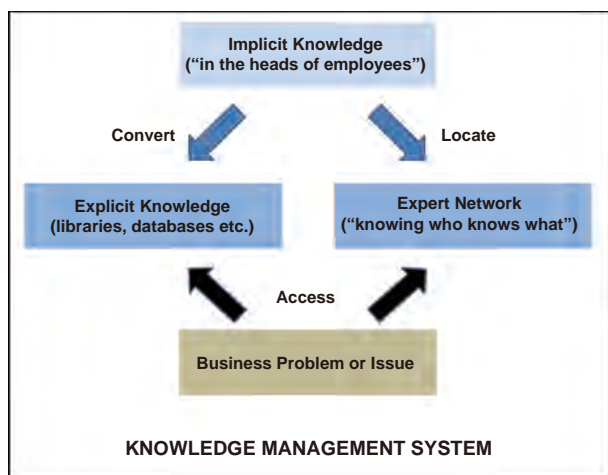 Implicit Knowledge
(“in the heads of employees”)
Convert
Locate
Explicit Knowledge
(libraries, databases etc.)
Expert Network
(“knowing who knows what”)
Access
Business Problem or Issue
KNOWLEDGE MANAGEMENT SYSTEM